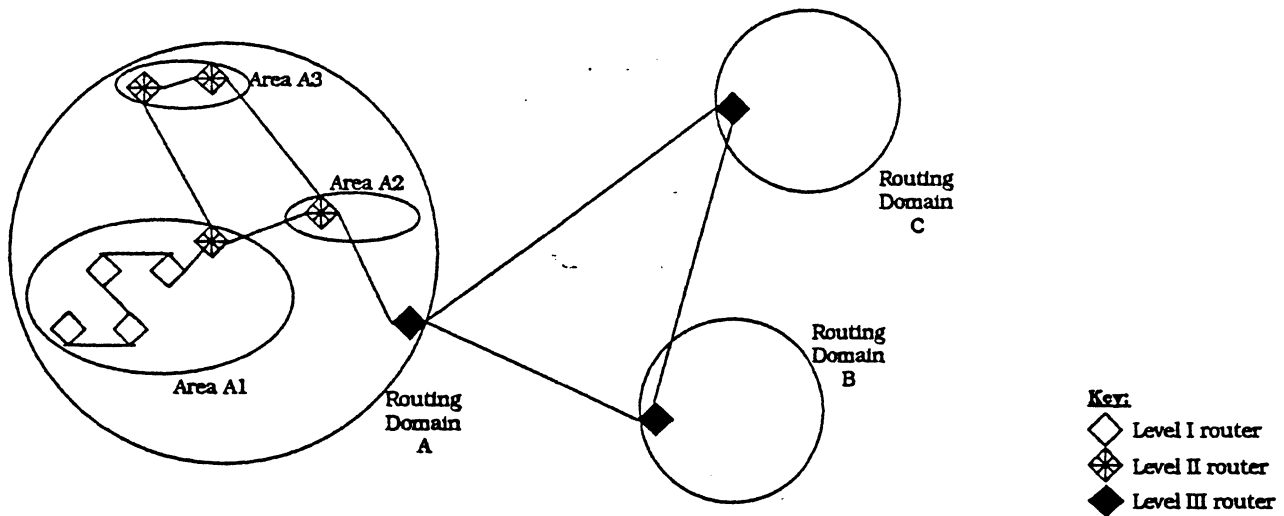 Area A3
Area A2
Routing
Domain
C
Routing
Domain
B
Area A1
Routing
Domain
A
Key:
Level I router
Level II router
Level III router